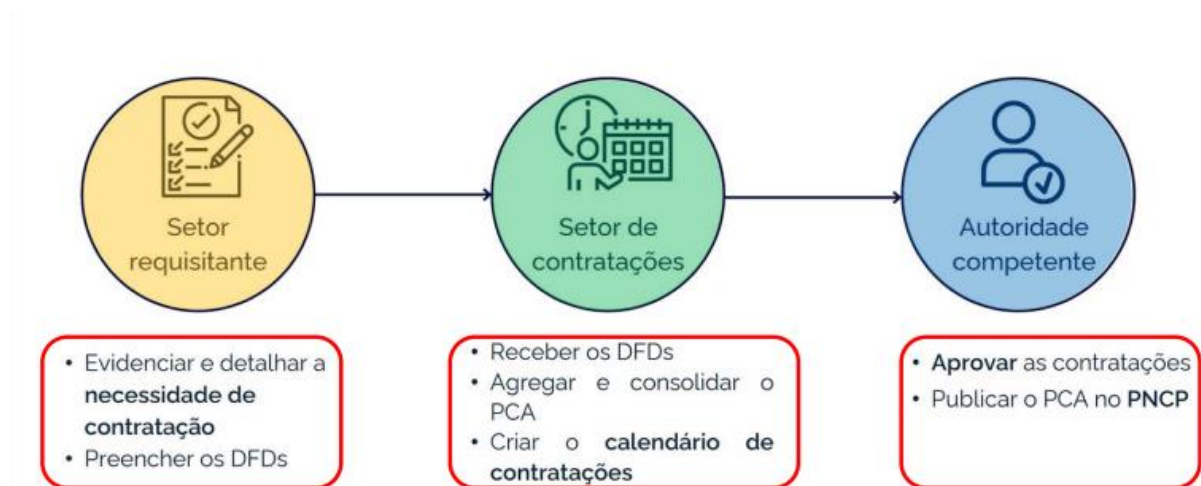 Setor
requisitante
Setor de
contratações
Autoridade
competente
• Evidenciar e detalhar a
necessidade de
contratação
• Preencher os DFDs
• Receber os DFDs
• Agregar e consolidar o
PCA
• Criar o calendário de
contratações
• Aprovar as contratações
• Publicar o PCA no PNCP